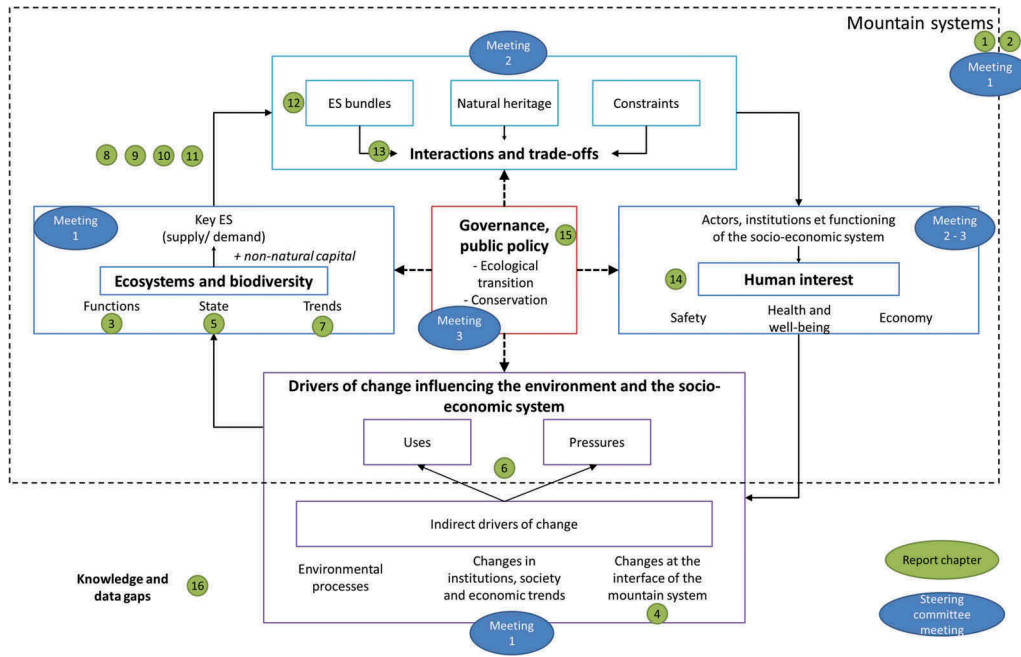 Mountain systems
1
2
Meeting
1
Meeting
2
12
ES bundles
Natural heritage
Constraints
13
Interactions and trade-offs
8
9
10
11
Meeting
1
Key ES
(supply/ demand)
+ non-natural capital
Ecosystems and biodiversity
Functions
State
Trends
3
5
7
Governance,
public policy
15
- Ecological
transition
- Conservation
Meeting
3
Actors, institutions et functioning
of the socio-economic system
Meeting
2 - 3
14
Human interest
Safety
Health and
well-being
Economy
Drivers of change influencing the environment and the socio-
economic system
Uses
Pressures
6
Indirect drivers of change
Environmental
processes
Changes in
institutions, society
and economic trends
Changes at the
interface of the
mountain system
4
Meeting
1
Knowledge and
data gaps
16
Report chapter
Steering
committee
meeting